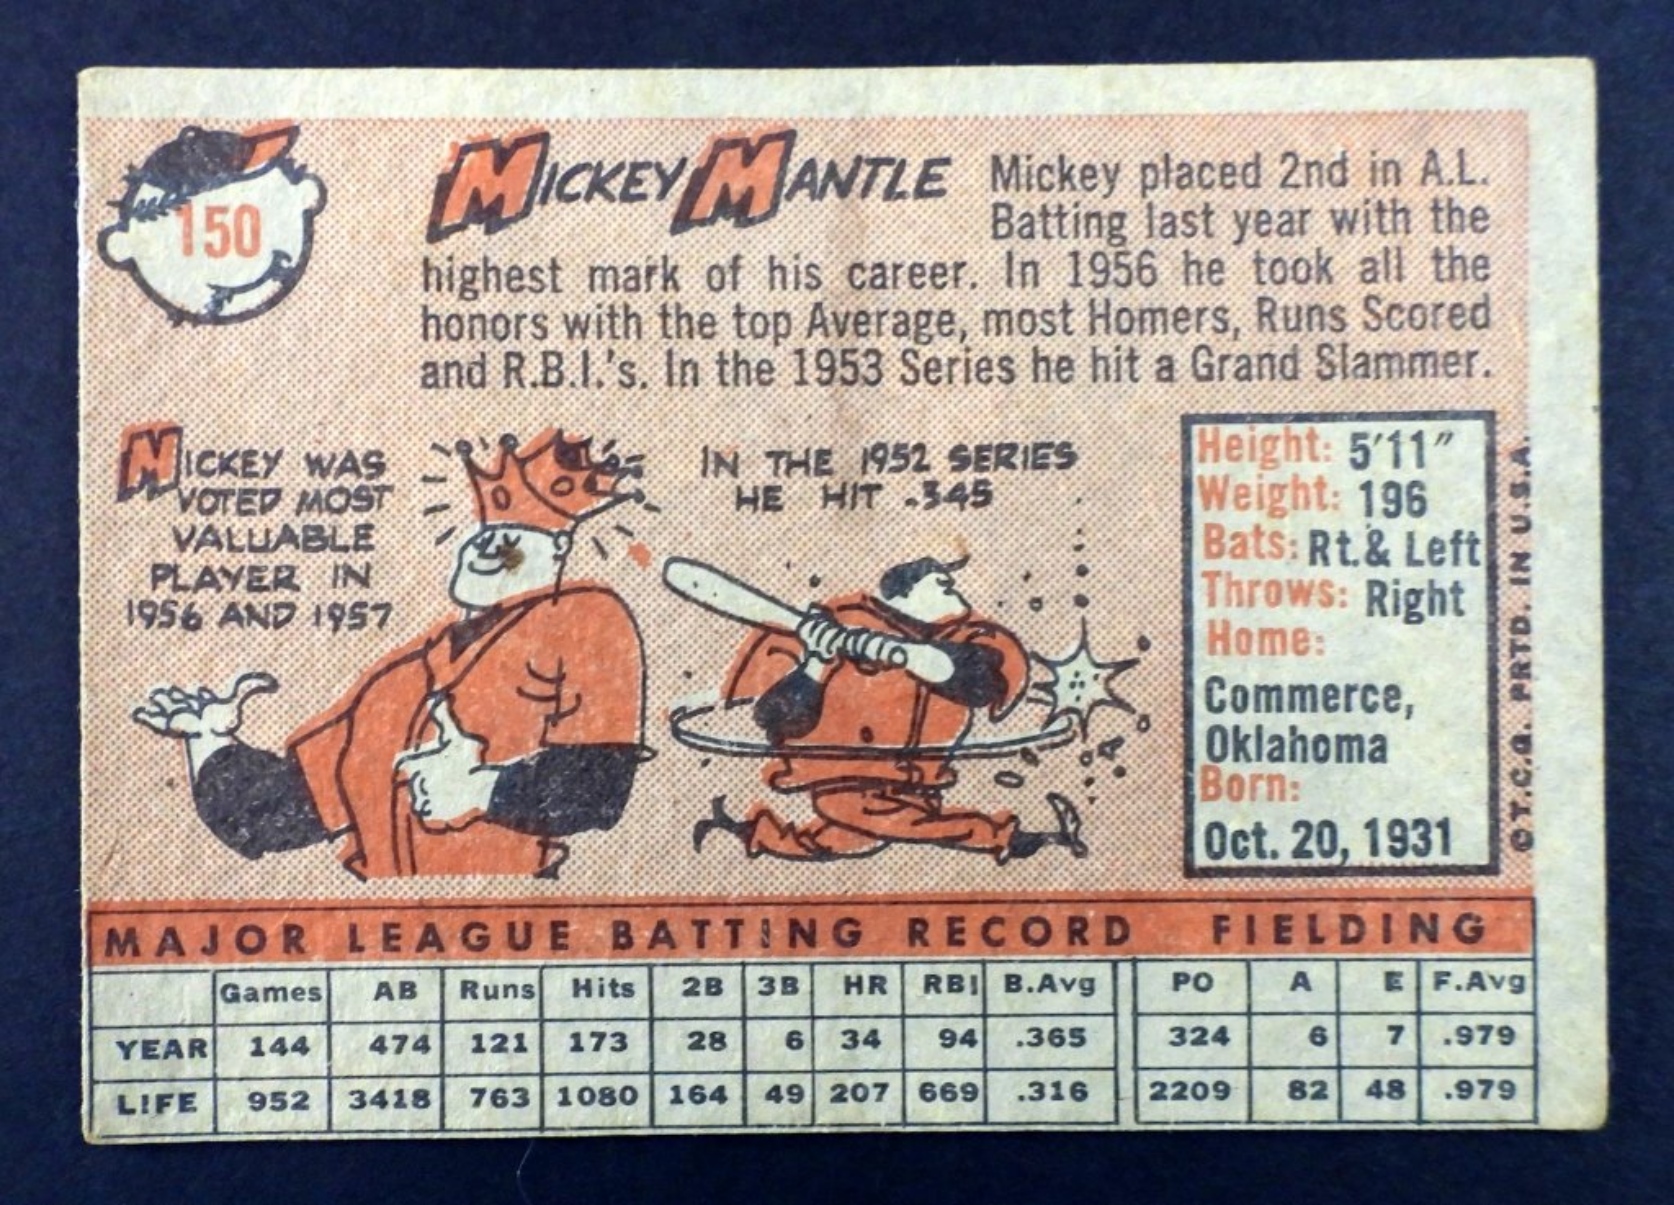 150
MICKEY MANTLE
Mickey placed 2nd in A.L.
Batting last year with the
highest mark of his career. In 1956 he took all the
honors with the top Average, most Homers, Runs Scored
and R.B.I.'s. In the 1953 Series he hit a Grand Slammer.
MICKEY WAS
VOTED MOST
VALUABLE
PLAYER IN
1956 AND 1957
IN THE 1952 SERIES
HE HIT .345
Height: 5'11"
Weight: 196
Bats: Rt.& Left
Throws: Right
Home:
Commerce,
Oklahoma
Born:
Oct. 20, 1931
©T.C.G. PRTD. IN U.S.A.
MAJOR LEAGUE BATTING RECORD FIELDING
Games AB Runs Hits 2B 3B HR RBI B.Avg PO A E F.Avg
YEAR 144 474 121 173 28 6 34 94 .365 324 6 7 .979
LIFE 952 3418 763 1080 164 49 207 669 .316 2209 82 48 .979